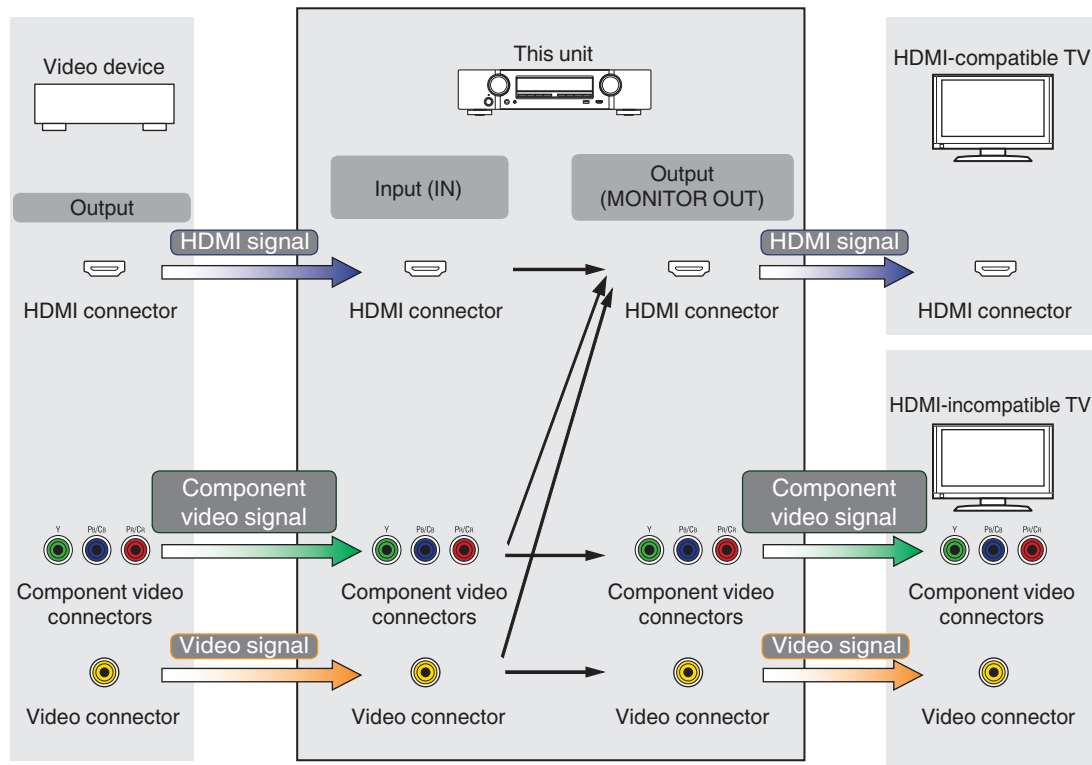 Video device
This unit
HDMI-compatible TV
Input (IN)
Output
(MONITOR OUT)
Output
HDMI signal
HDMI signal
HDMI connector
HDMI connector
HDMI connector
HDMI connector
HDMI-incompatible TV
Component
video signal
Component
video signal
Y PB/CB PR/CR
Y PB/CB PR/CR
Y PB/CB PR/CR
Y PB/CB PR/CR
Component video
connectors
Component video
connectors
Component video
connectors
Component video
connectors
Video signal
Video signal
Video connector
Video connector
Video connector
Video connector